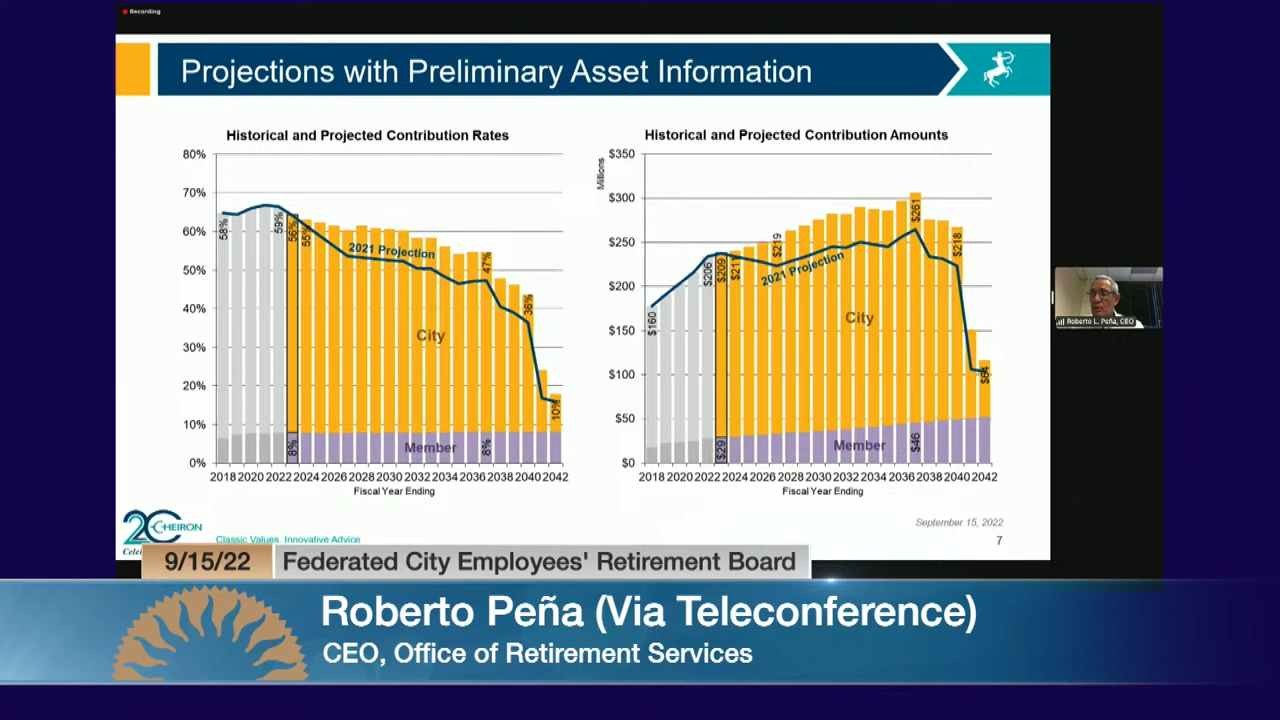 Recording
Projections with Preliminary Asset Information
Historical and Projected Contribution Rates
80%
70%
60%
50%
40%
30%
20%
10%
0%
58%
59%
56%
55%
47%
36%
10%
2021 Projection
City
Member
8%
8%
2018 2020 2022 2024 2026 2028 2030 2032 2034 2036 2038 2040 2042
Fiscal Year Ending
Historical and Projected Contribution Amounts
Millions
$350
$300
$250
$200
$150
$100
$50
$0
$160
$206
$209
$211
$219
$261
$218
$64
2021 Projection
City
Member
$29
$46
2018 2020 2022 2024 2026 2028 2030 2032 2034 2036 2038 2040 2042
Fiscal Year Ending
Roberto L. Peña, CEO
CHEIRON
Classic Values, Innovative Advice
September 15, 2022
7
9/15/22
Federated City Employees' Retirement Board
Roberto Peña (Via Teleconference)
CEO, Office of Retirement Services